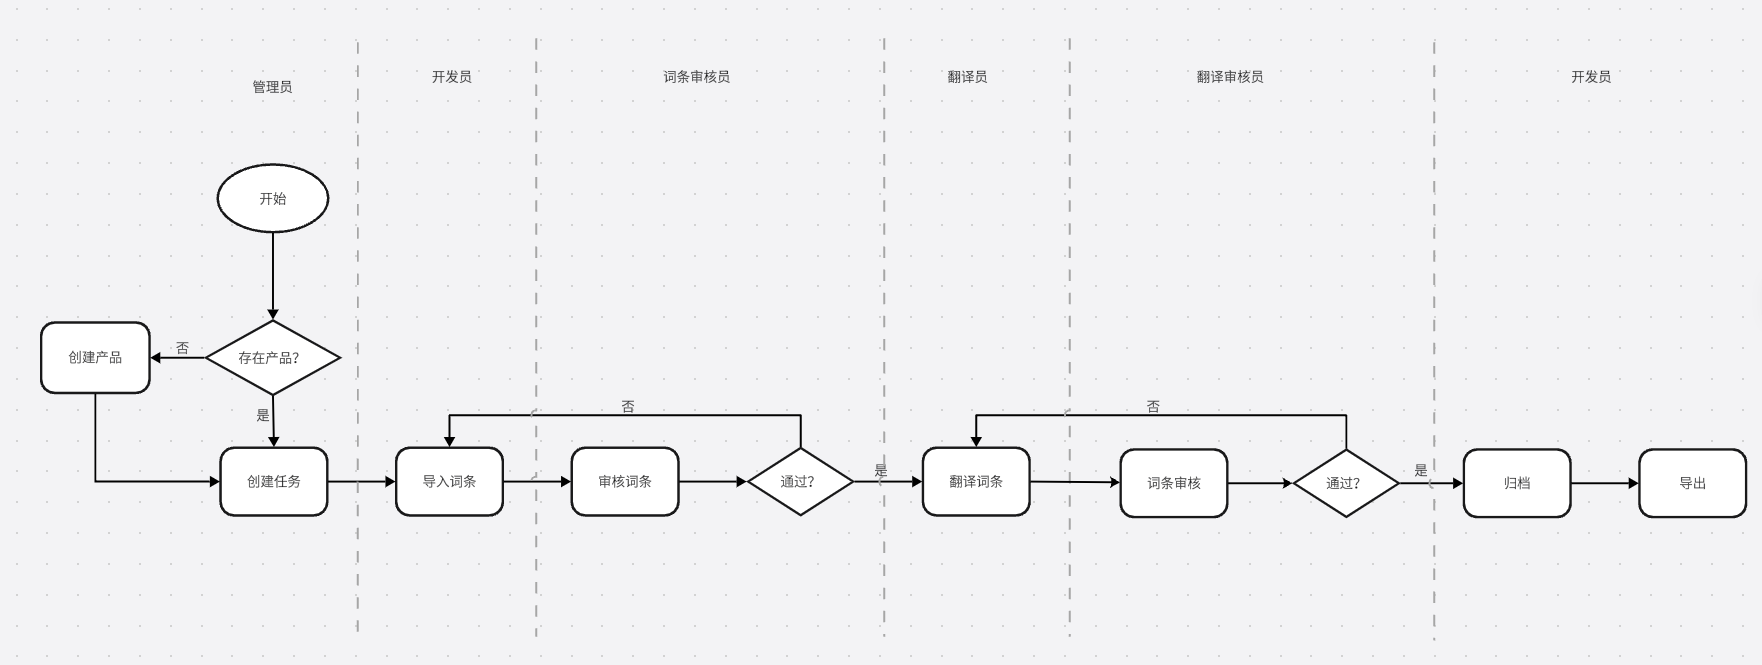 管理员
开发员
词条审核员
翻译员
翻译审核员
开发员
开始
创建产品
否
存在产品?
是
否
否
创建任务
导入词条
审核词条
通过?
是
翻译词条
词条审核
通过?
是
归档
导出